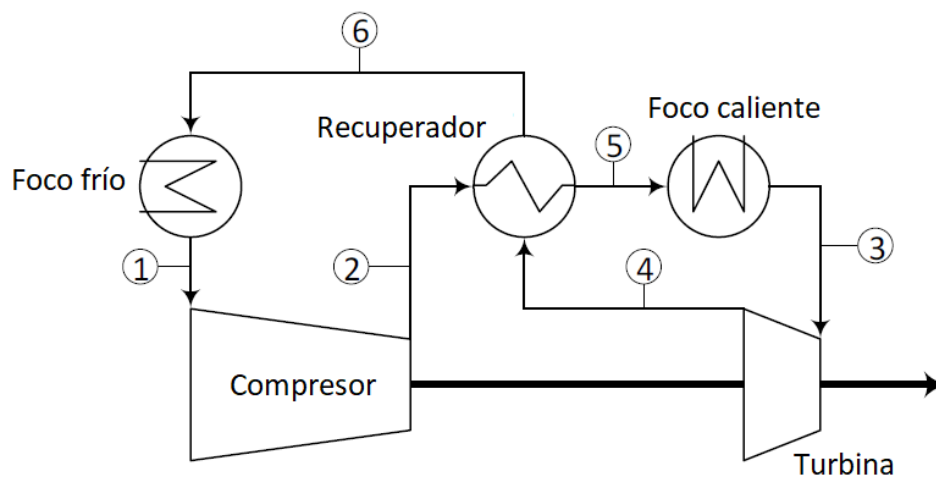 6
Recuperador
Foco caliente
5
Foco frío
1
2
4
3
Compresor
Turbina